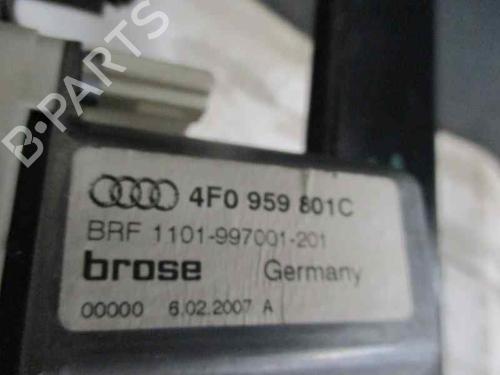 B-PARTS
4F0 959 801C
BRF 1101-997001-201
brose Germany
00000 6.02.2007 A